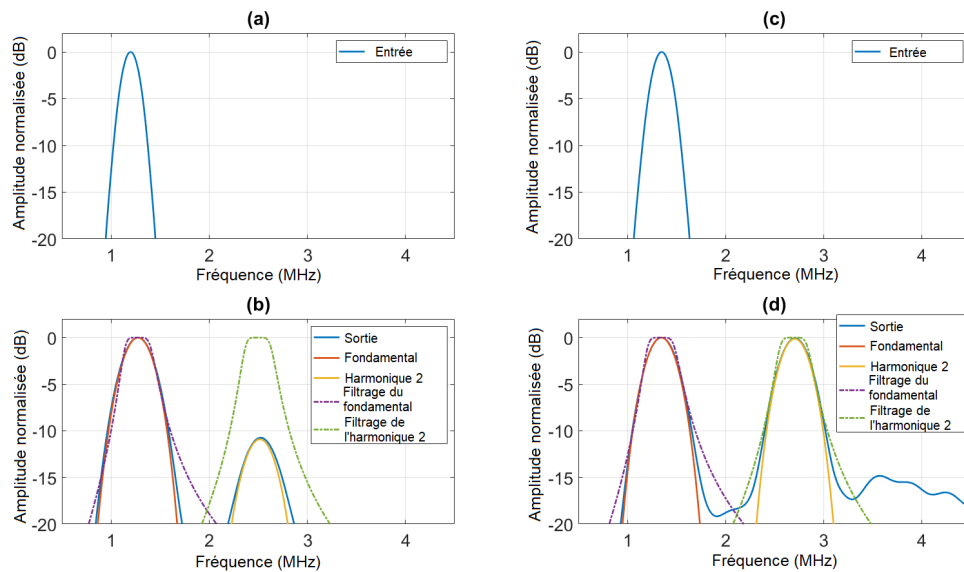 (a)
Amplitude normalisée (dB)
0
-5
-10
-15
-20
1
2
3
4
Fréquence (MHz)
Entrée
(c)
Amplitude normalisée (dB)
0
-5
-10
-15
-20
1
2
3
4
Fréquence (MHz)
Entrée
(b)
Amplitude normalisée (dB)
0
-5
-10
-15
-20
1
2
3
4
Fréquence (MHz)
Sortie
Fondamental
Harmonique 2
Filtrage du
fondamental
Filtrage de
l'harmonique 2
(d)
Amplitude normalisée (dB)
0
-5
-10
-15
-20
1
2
3
4
Fréquence (MHz)
Sortie
Fondamental
Harmonique 2
Filtrage du
fondamental
Filtrage de
l'harmonique 2